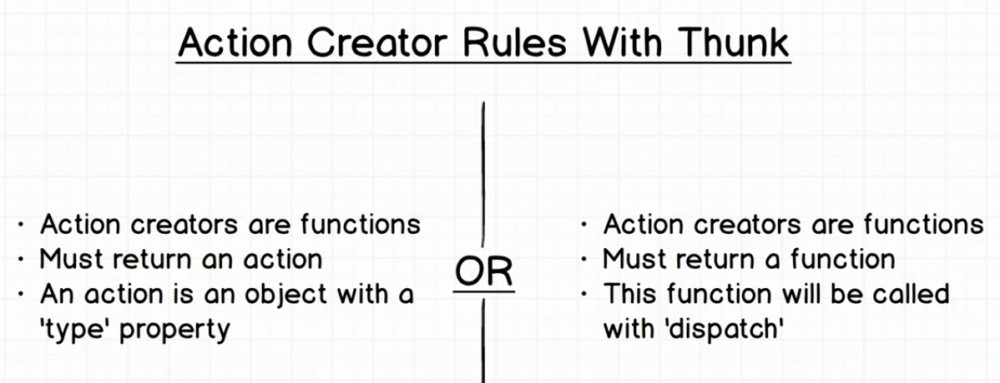 Action Creator Rules With Thunk
· Action creators are functions
· Must return an action
· An action is an object with a
'type' property
OR
· Action creators are functions
· Must return a function
· This function will be called
with 'dispatch'